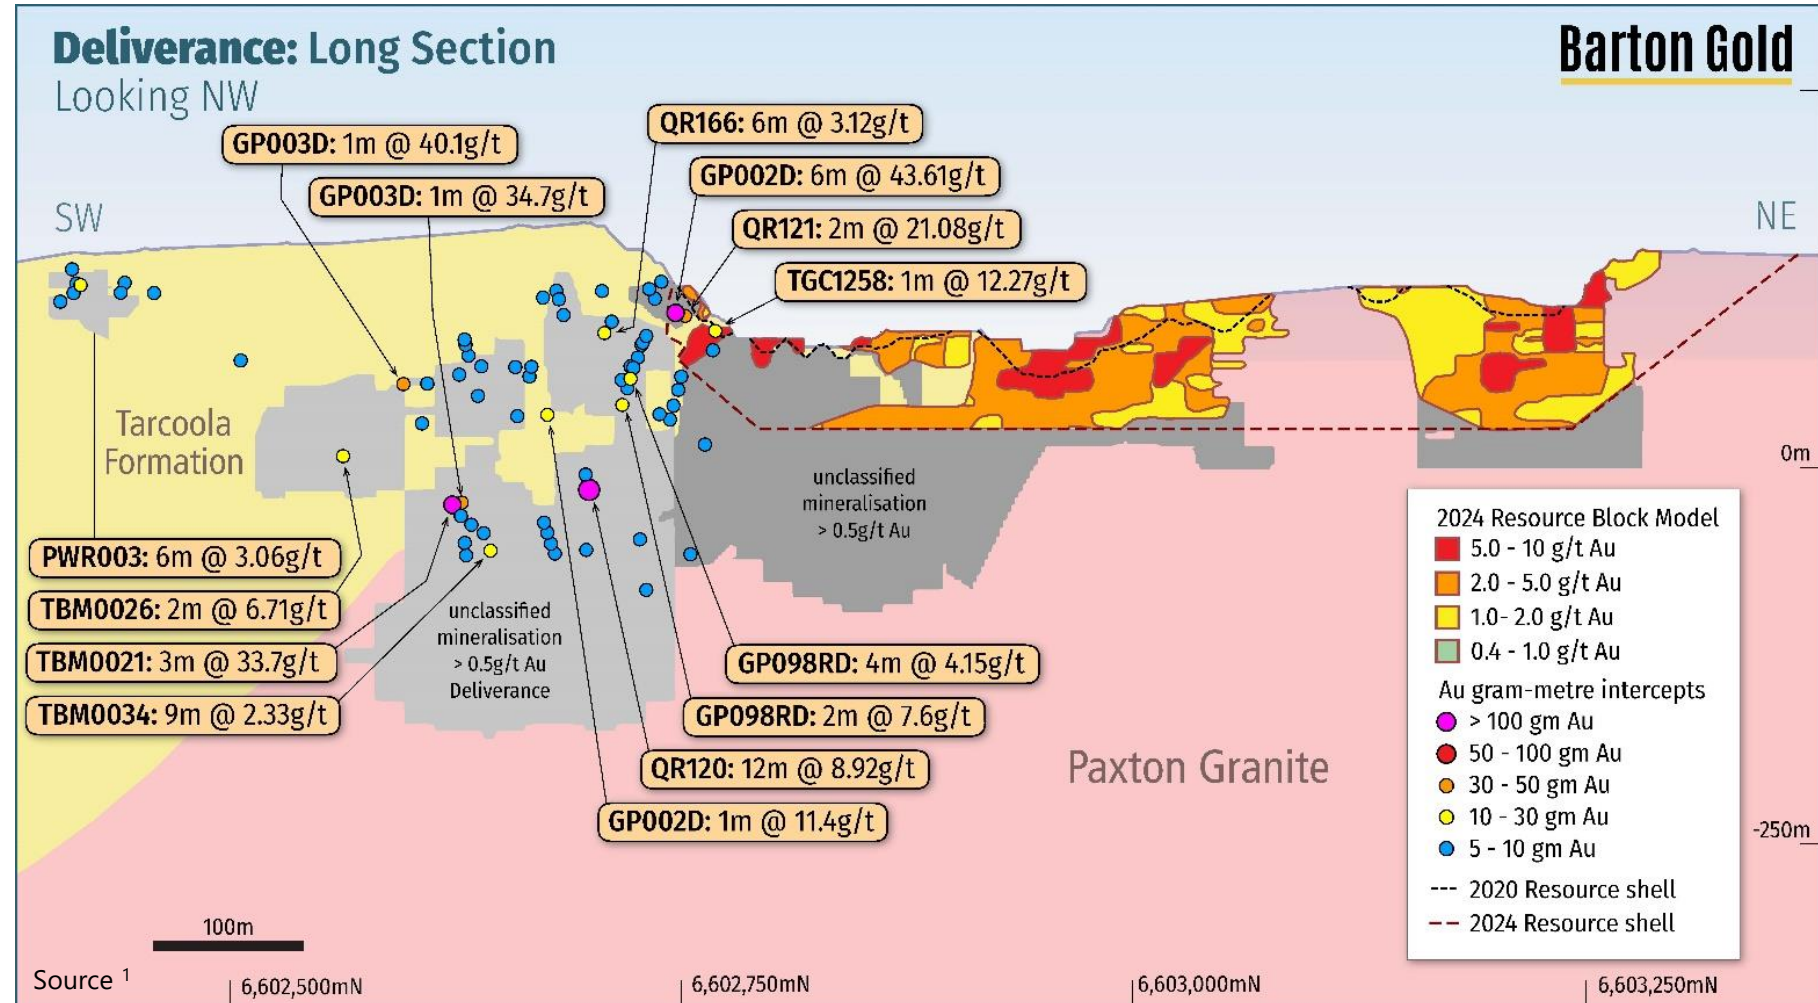 Deliverance: Long Section
Looking NW
Barton Gold
SW
NE
GP003D: 1m @ 40.1g/t
GP003D: 1m @ 34.7g/t
QR166: 6m @ 3.12g/t
GP002D: 6m @ 43.61g/t
QR121: 2m @ 21.08g/t
TGC1258: 1m @ 12.27g/t
Tarcoola
Formation
unclassified
mineralisation
> 0.5g/t Au
0m
PWR003: 6m @ 3.06g/t
TBM0026: 2m @ 6.71g/t
TBM0021: 3m @ 33.7g/t
TBM0034: 9m @ 2.33g/t
unclassified
mineralisation
> 0.5g/t Au
Deliverance
GP098RD: 4m @ 4.15g/t
GP098RD: 2m @ 7.6g/t
QR120: 12m @ 8.92g/t
GP002D: 1m @ 11.4g/t
Paxton Granite
2024 Resource Block Model
5.0 - 10 g/t Au
2.0 - 5.0 g/t Au
1.0- 2.0 g/t Au
0.4 - 1.0 g/t Au
Au gram-metre intercepts
> 100 gm Au
50 - 100 gm Au
30 - 50 gm Au
10 - 30 gm Au
5 - 10 gm Au
2020 Resource shell
2024 Resource shell
-250m
100m
Source 1
6,602,500mN
6,602,750mN
6,603,000mN
6,603,250mN